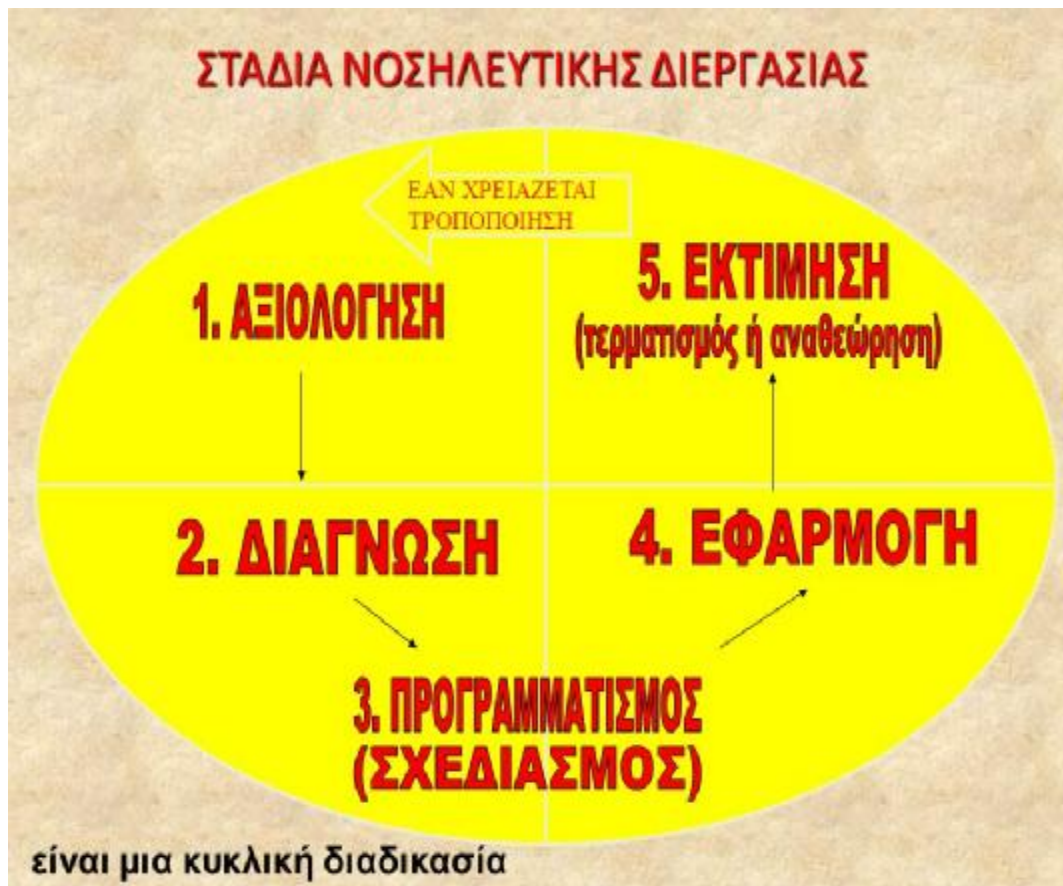 ΣΤΑΔΙΑ ΝΟΣΗΛΕΥΤΙΚΗΣ ΔΙΕΡΓΑΣΙΑΣ
ΕΑΝ ΧΡΕΙΑΖΕΤΑΙ
ΤΡΟΠΟΠΟΙΗΣΗ
1. ΑΞΙΟΛΟΓΗΣΗ
5. ΕΚΤΙΜΗΣΗ
(τερματισμός ή αναθεώρηση)
2. ΔΙΑΓΝΩΣΗ
4. ΕΦΑΡΜΟΓΗ
3. ΠΡΟΓΡΑΜΜΑΤΙΣΜΟΣ
(ΣΧΕΔΙΑΣΜΟΣ)
είναι μια κυκλική διαδικασία